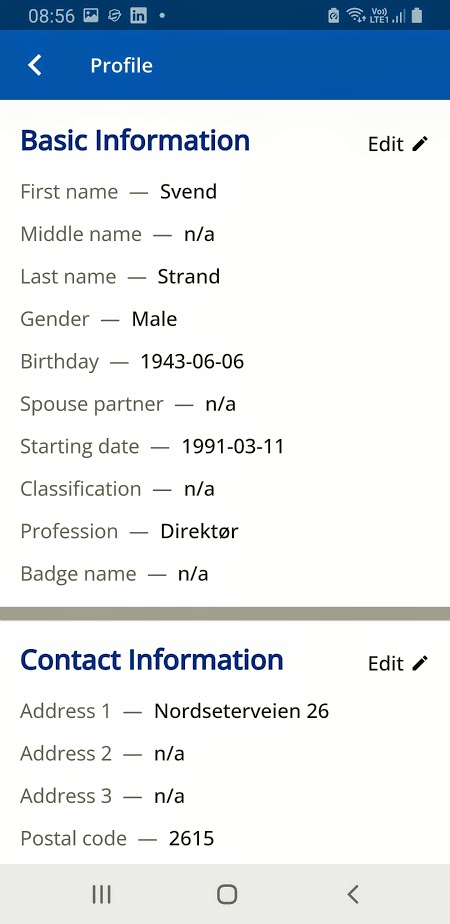 08:56 Vo)) LTE1
Profile
Basic Information Edit
First name — Svend
Middle name — n/a
Last name — Strand
Gender — Male
Birthday — 1943-06-06
Spouse partner — n/a
Starting date — 1991-03-11
Classification — n/a
Profession — Direktør
Badge name — n/a
Contact Information Edit
Address 1 — Nordseterveien 26
Address 2 — n/a
Address 3 — n/a
Postal code — 2615